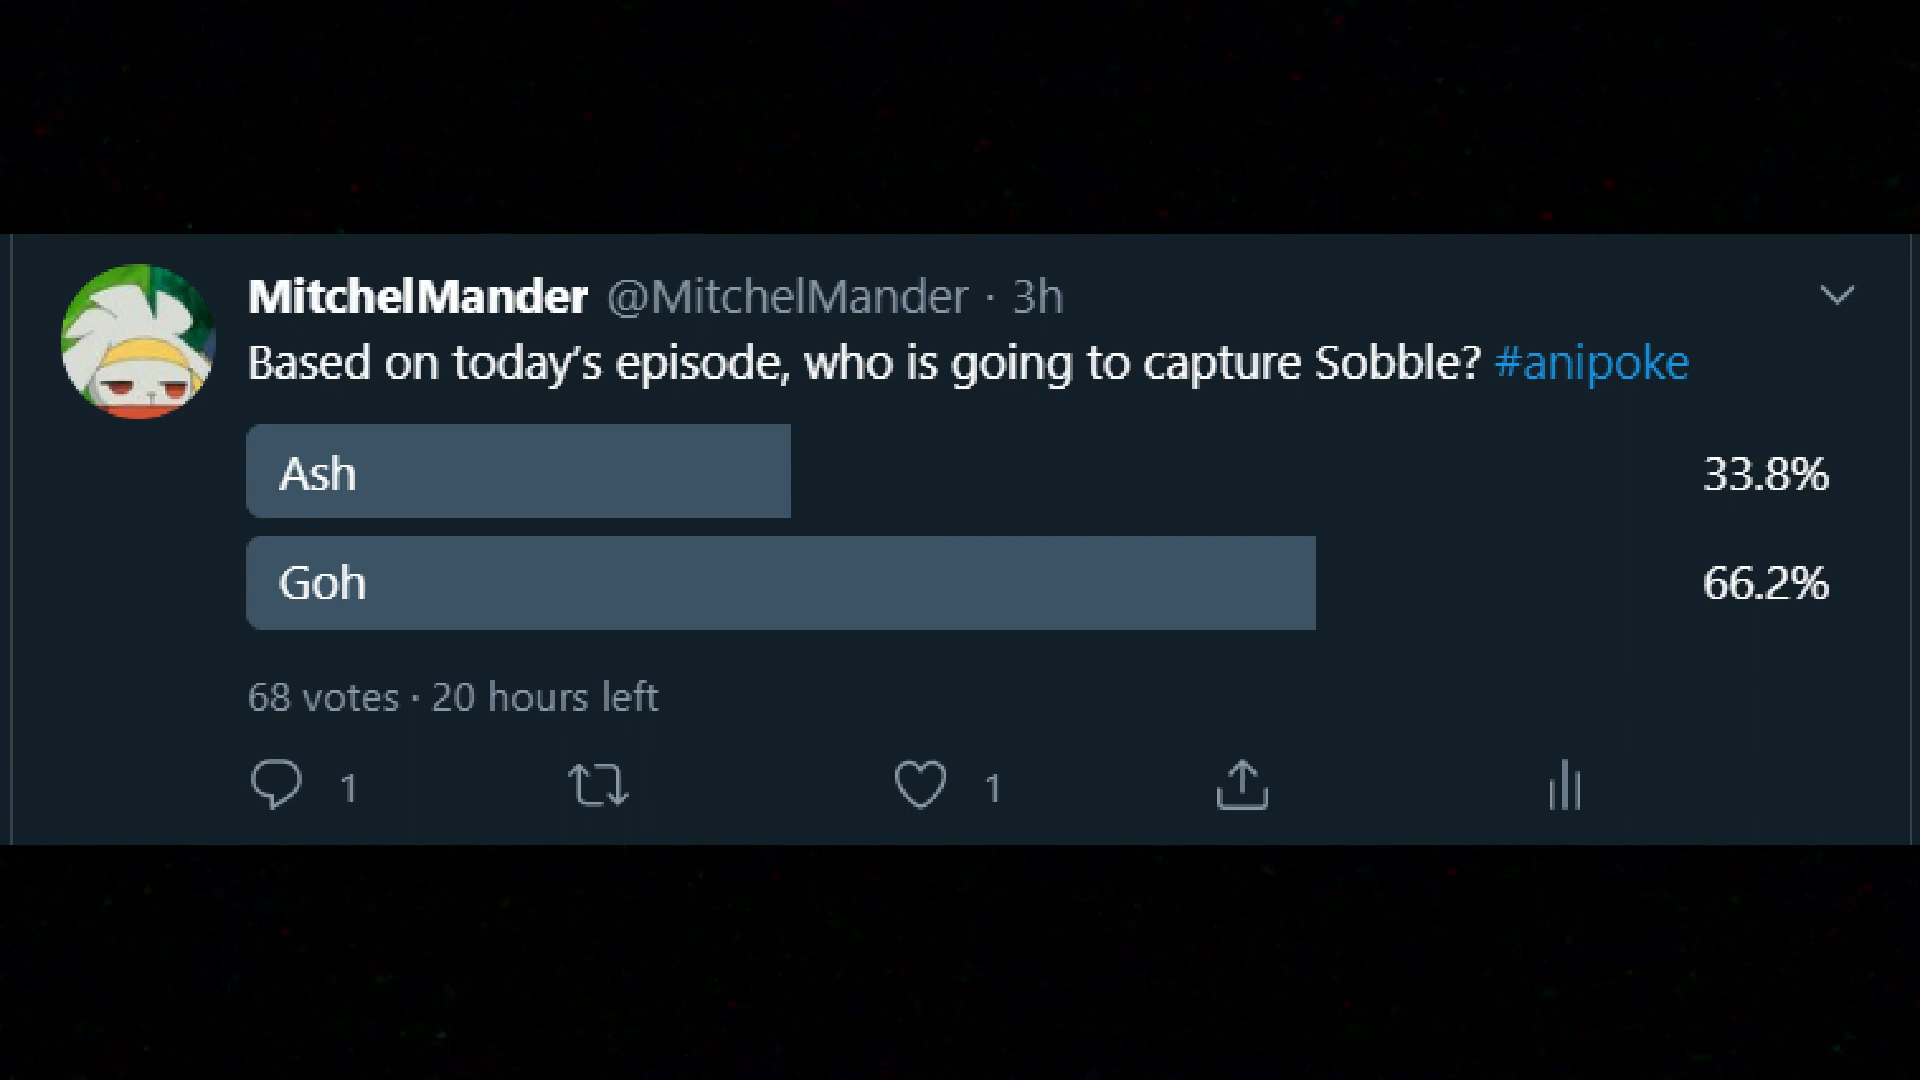 MitchelMander @MitchelMander · 3h
Based on today's episode, who is going to capture Sobble? #anipoke
Ash 33.8%
Goh 66.2%
68 votes · 20 hours left
1 1